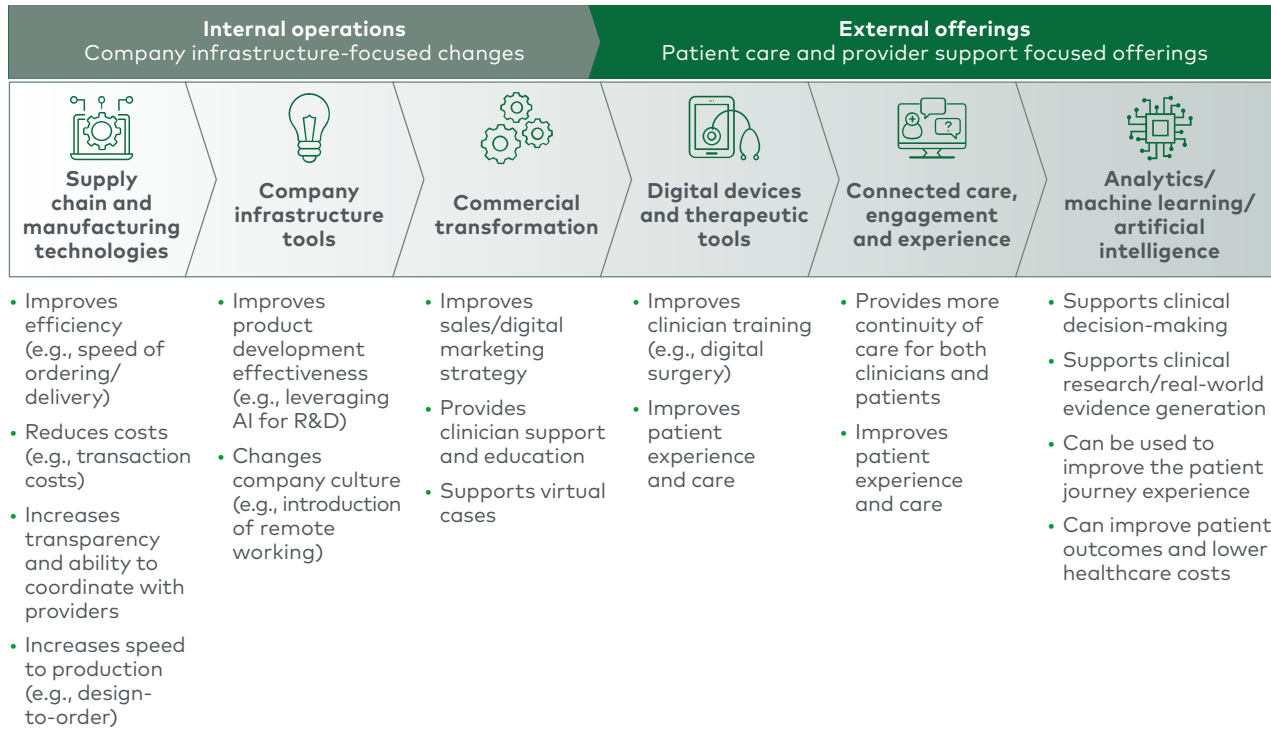 Internal operations
Company infrastructure-focused changes
External offerings
Patient care and provider support focused offerings
Supply
chain and
manufacturing
technologies
Company
infrastructure
tools
Commercial
transformation
Digital devices
and therapeutic
tools
?
Connected care,
engagement
and experience
Analytics/
machine learning/
artificial
intelligence
• Improves
efficiency
(e.g., speed of
ordering/
delivery)
• Reduces costs
(e.g., transaction
costs)
• Increases
transparency
and ability to
coordinate with
providers
• Increases speed
to production
(e.g., design-
to-order)
• Improves
product
development
effectiveness
(e.g., leveraging
AI for R&D)
• Changes
company culture
(e.g., introduction
of remote
working)
• Improves
sales/digital
marketing
strategy
• Provides
clinician support
and education
• Supports virtual
cases
• Improves
clinician training
(e.g., digital
surgery)
• Improves
patient
experience
and care
• Provides more
continuity of
care for both
clinicians and
patients
• Improves
patient
experience
and care
• Supports clinical
decision-making
• Supports clinical
research/real-world
evidence generation
• Can be used to
improve the patient
journey experience
• Can improve patient
outcomes and lower
healthcare costs